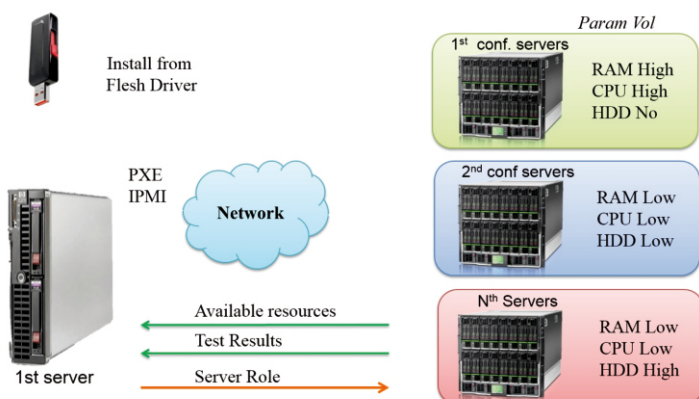 Param Vol
Install from
Flesh Driver
1st conf. servers
RAM High
CPU High
HDD No
PXE
IPMI
Network
2nd conf servers
RAM Low
CPU Low
HDD Low
Available resources
Test Results
Server Role
1st server
Nth Servers
RAM Low
CPU Low
HDD High